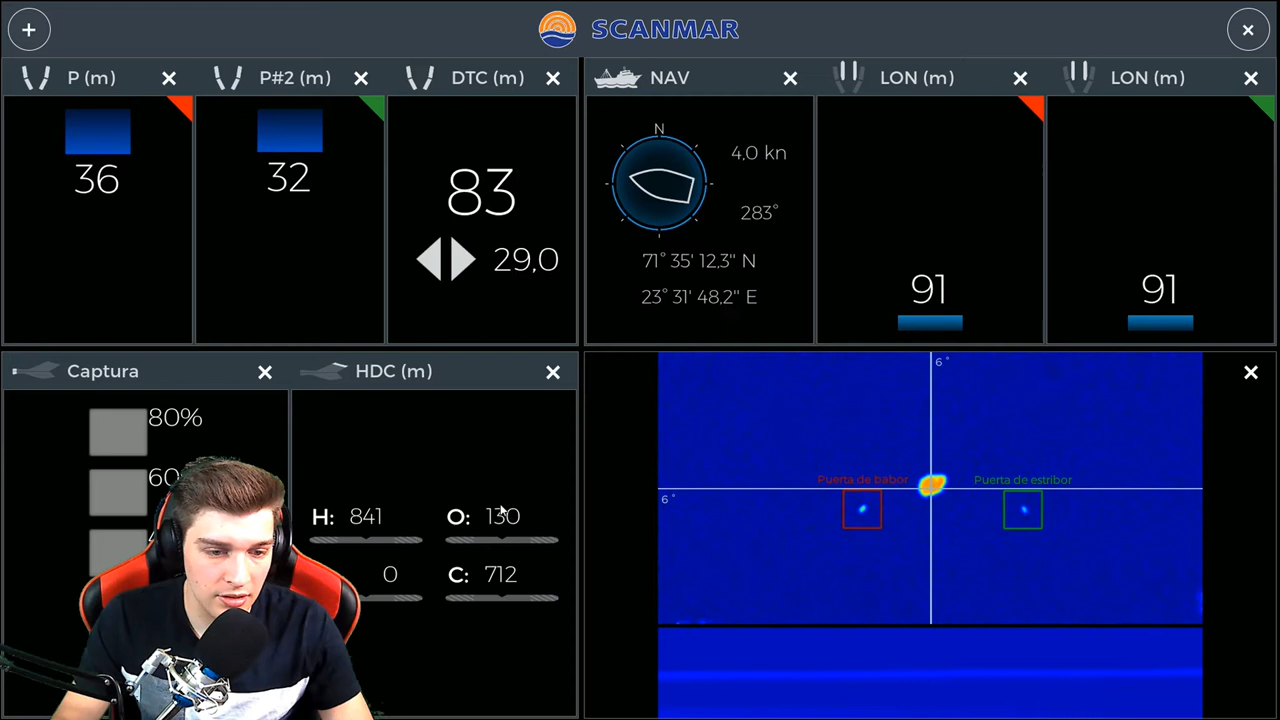 SCANMAR
P (m)
P#2 (m)
DTC (m)
NAV
LON (m)
LON (m)
36
32
83
29,0
N
4,0 kn
283°
71° 35' 12,3" N
23° 31' 48,2" E
91
91
Captura
HDC (m)
80%
H: 841
O: 130
0
C: 712
6°
6°
Puerta de babor
Puerta de estribor